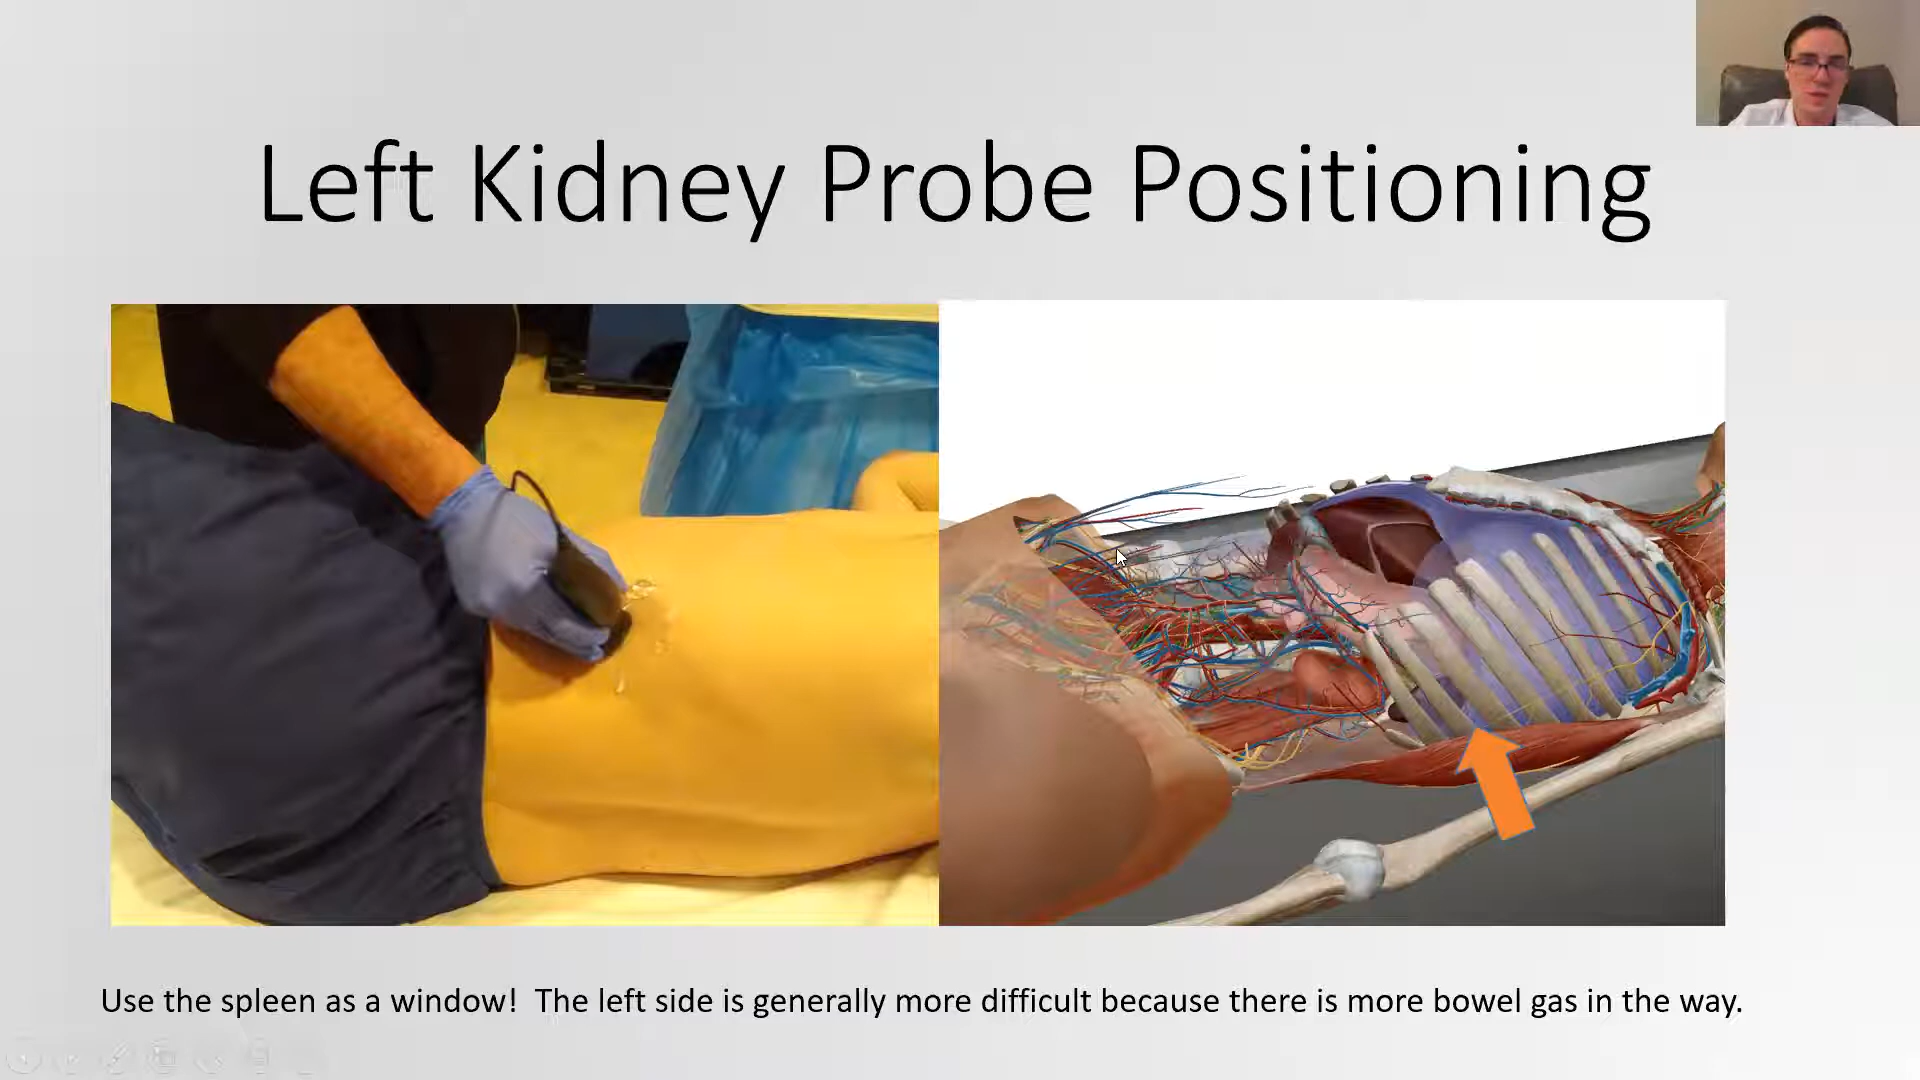 Left Kidney Probe Positioning
Use the spleen as a window!  The left side is generally more difficult because there is more bowel gas in the way.